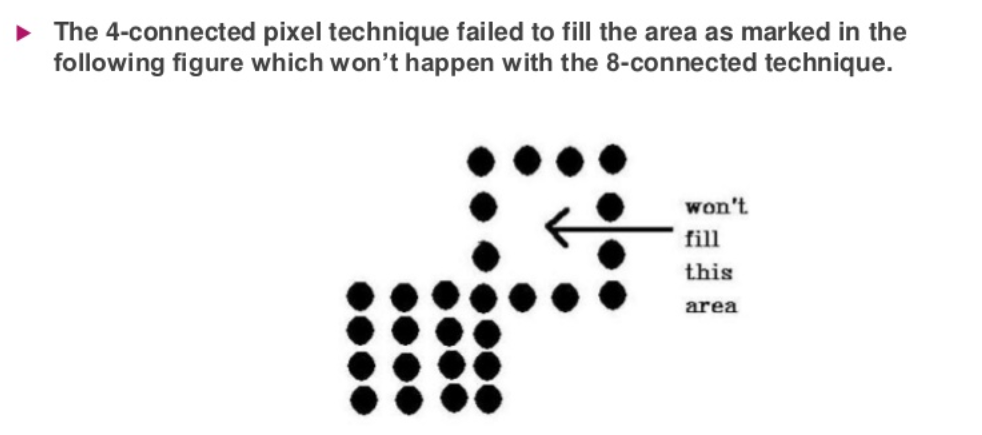 The 4-connected pixel technique failed to fill the area as marked in the
following figure which won’t happen with the 8-connected technique.
won't
fill
this
area